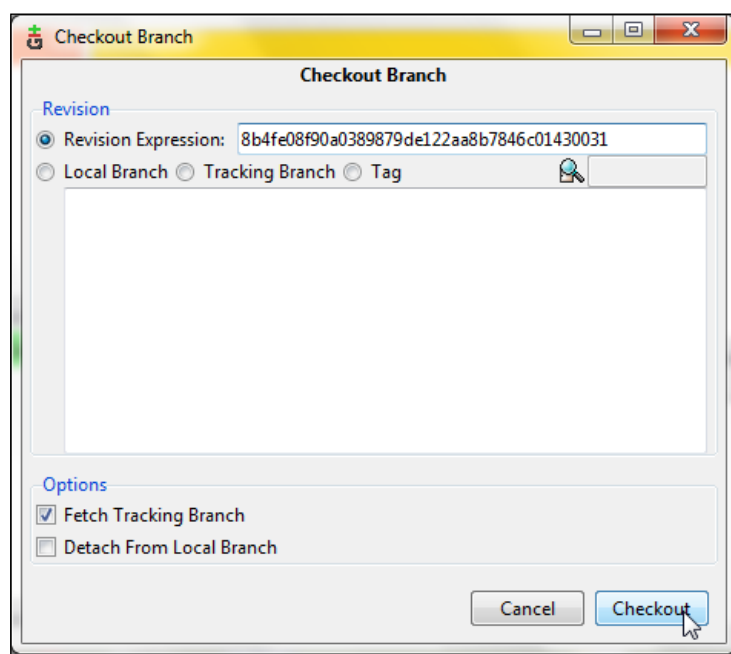 Checkout Branch
Checkout Branch
Revision
Revision Expression: 8b4fe08f90a0389879de122aa8b7846c01430031
Local Branch Tracking Branch Tag
Options
Fetch Tracking Branch
Detach From Local Branch
Cancel Checkout